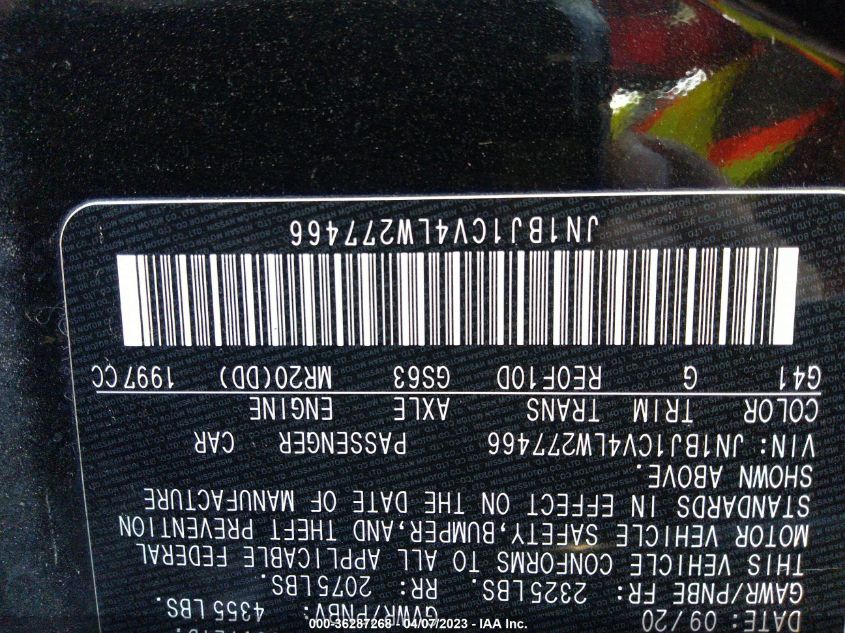 DATE: 09/20 GVWR/PNBV: 4355 LBS.
GAWR/PNBE FR: 2325LBS. RR: 2075LBS.
THIS VEHICLE CONFORMS TO ALL APPLICABLE FEDERAL
MOTOR VEHICLE SAFETY,BUMPER,AND,THEFT PREVENTION
STANDARDS IN EFFECT ON THE DATE OF MANUFACTURE
SHOWN ABOVE.
VIN: JN1BJ1CV4LW277466 PASSENGER CAR
COLOR TRIM TRANS AXLE ENGINE
G41 G RE0F10D GS63 MR20(DD) 1997CC
JN1BJ1CV4LW277466
000-36287268 - 04/07/2023 - IAA Inc.